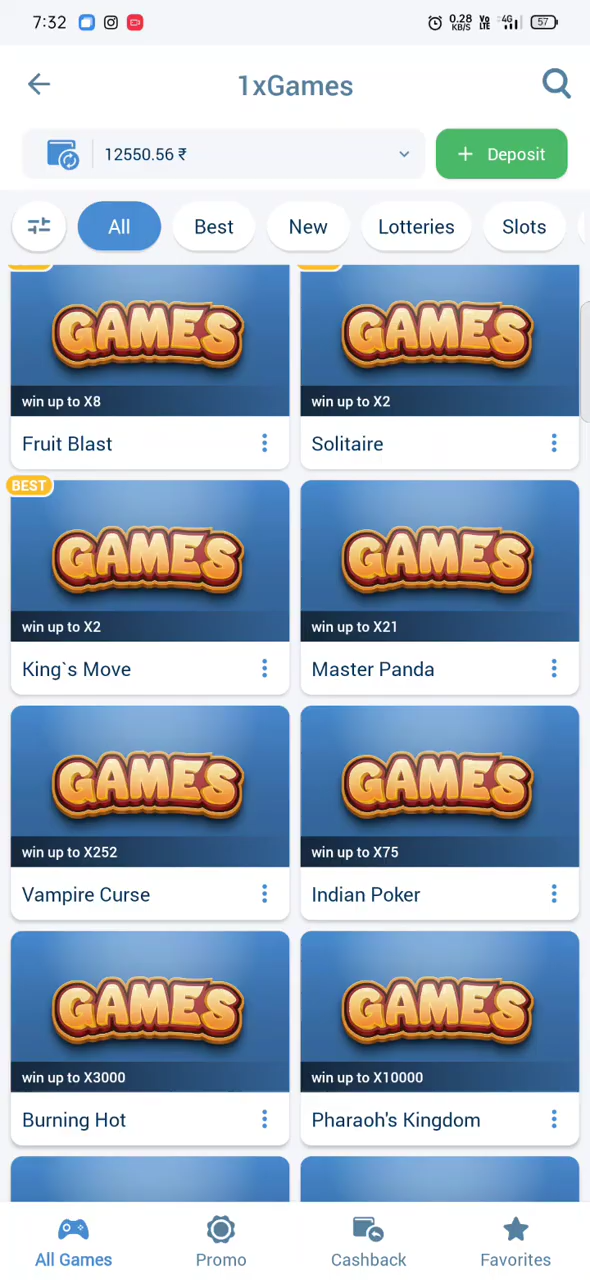 7:32
0.28 KB/S
Vo LTE
4G
57
1xGames
12550.56 ₹
+ Deposit
All
Best
New
Lotteries
Slots
GAMES
GAMES
win up to X8
win up to X2
Fruit Blast
Solitaire
BEST
GAMES
GAMES
win up to X2
win up to X21
King`s Move
Master Panda
GAMES
GAMES
win up to X252
win up to X75
Vampire Curse
Indian Poker
GAMES
GAMES
win up to X3000
win up to X10000
Burning Hot
Pharaoh's Kingdom
All Games
Promo
Cashback
Favorites